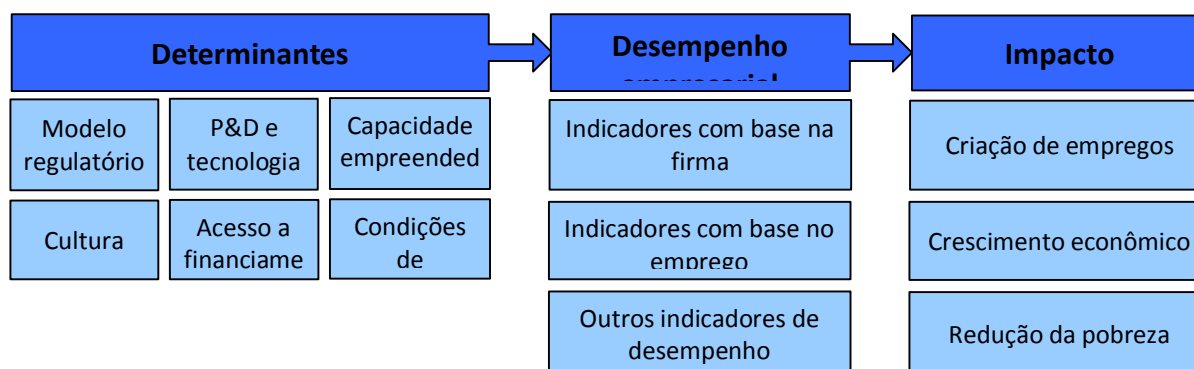 Determinantes
Modelo
regulatório
P&D e
tecnologia
Capacidade
empreended
Cultura
Acesso a
financiame
Condições
de
Desempenho
empresarial
Indicadores com base na
firma
Indicadores com base no
emprego
Outros indicadores de
desempenho
Impacto
Criação de empregos
Crescimento econômico
Redução da pobreza